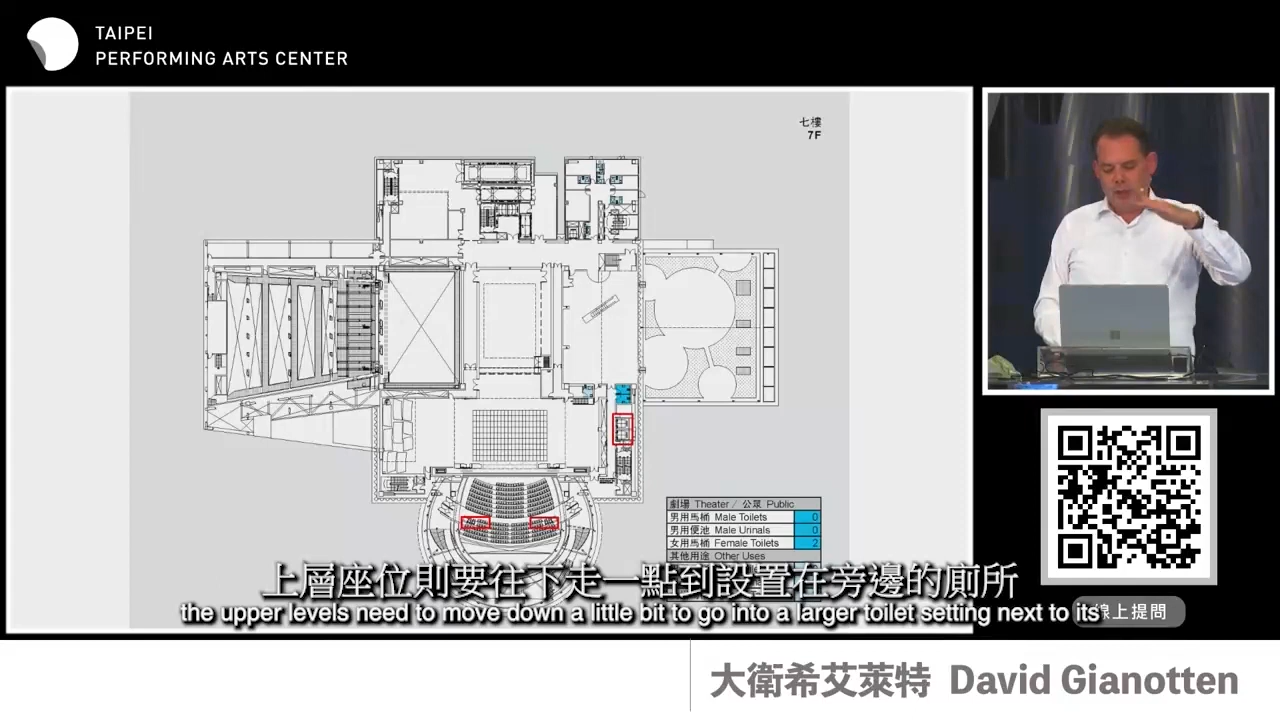 TAIPEI
PERFORMING ARTS CENTER
七樓
7F
劇場 Theater / 公眾 Public
男用馬桶 Male Toilets 0
男用便池 Male Urinals 0
女用馬桶 Female Toilets 2
其他用途 Other Uses
上層座位則要往下走一點到設置在旁邊的廁所
the upper levels need to move down a little bit to go into a larger toilet setting next to its
線上提問
大衛希艾萊特 David Gianotten